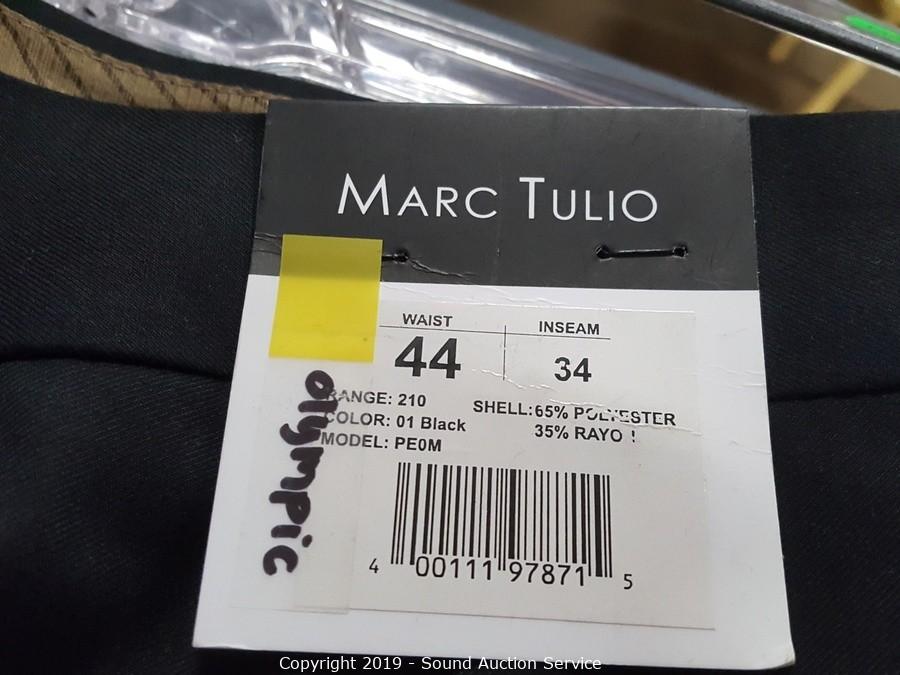 MARC TULIO
WAIST INSEAM
44 34
RANGE: 210
COLOR: 01 Black
MODEL: PE0M
SHELL:65% POLYESTER
35% RAYO !
olympic
4 00111 97871 5
Copyright 2019 - Sound Auction Service